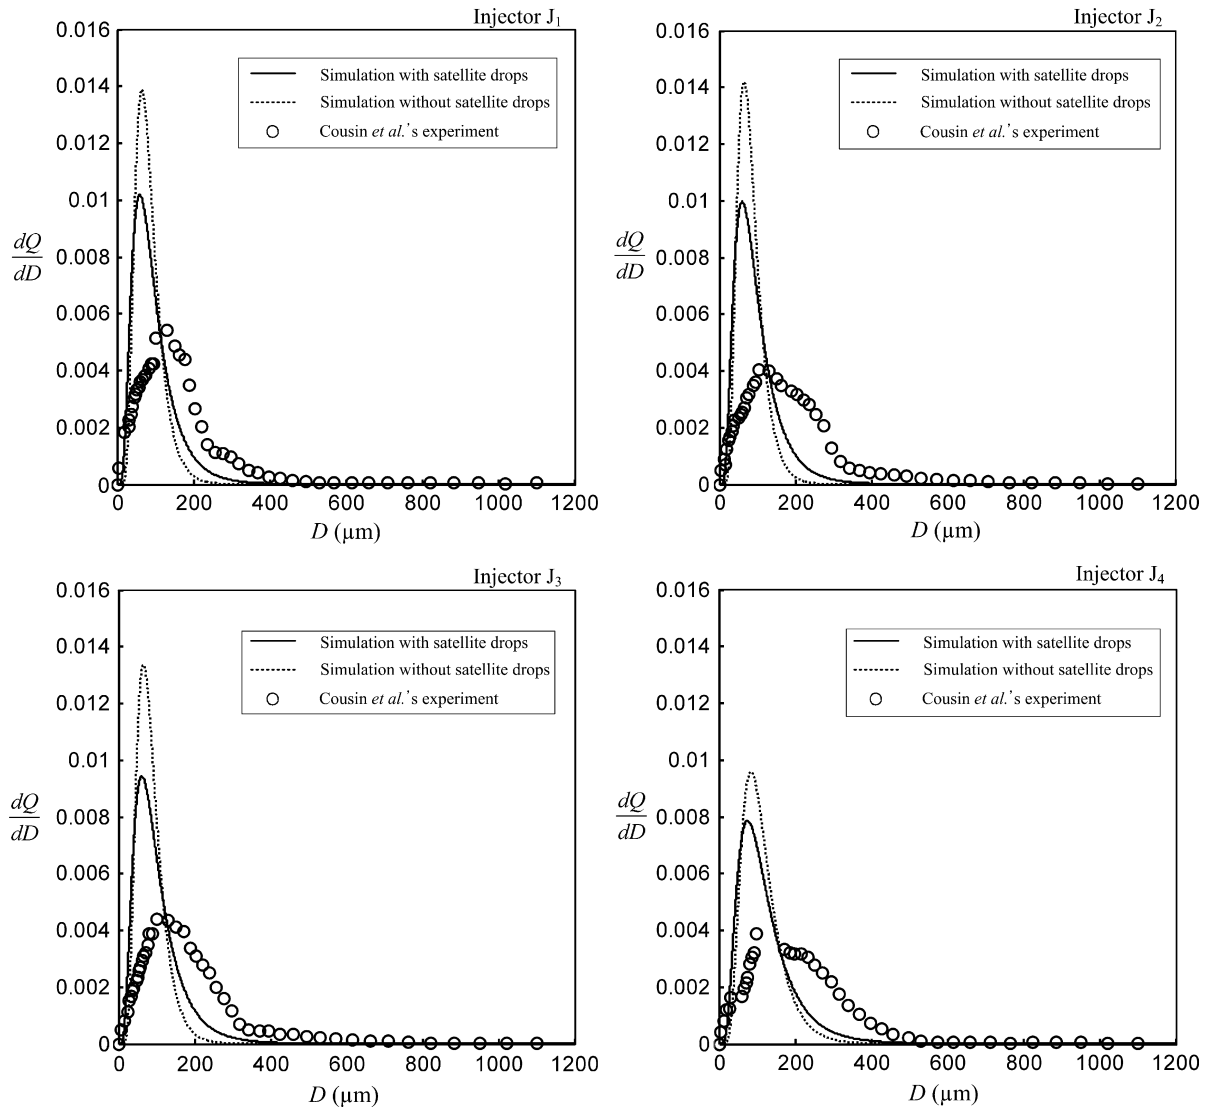 Injector J₁
0.016
0.014
0.012
0.01
0.008
0.006
0.004
0.002
0
dQ
dD
Simulation with satellite drops
Simulation without satellite drops
Cousin et al.'s experiment
0 200 400 600 800 1000 1200
D (µm)
Injector J₂
0.016
0.014
0.012
0.01
0.008
0.006
0.004
0.002
0
dQ
dD
Simulation with satellite drops
Simulation without satellite drops
Cousin et al.'s experiment
0 200 400 600 800 1000 1200
D (µm)
Injector J₃
0.016
0.014
0.012
0.01
0.008
0.006
0.004
0.002
0
dQ
dD
Simulation with satellite drops
Simulation without satellite drops
Cousin et al.'s experiment
0 200 400 600 800 1000 1200
D (µm)
Injector J₄
0.016
0.014
0.012
0.01
0.008
0.006
0.004
0.002
0
dQ
dD
Simulation with satellite drops
Simulation without satellite drops
Cousin et al.'s experiment
0 200 400 600 800 1000 1200
D (µm)